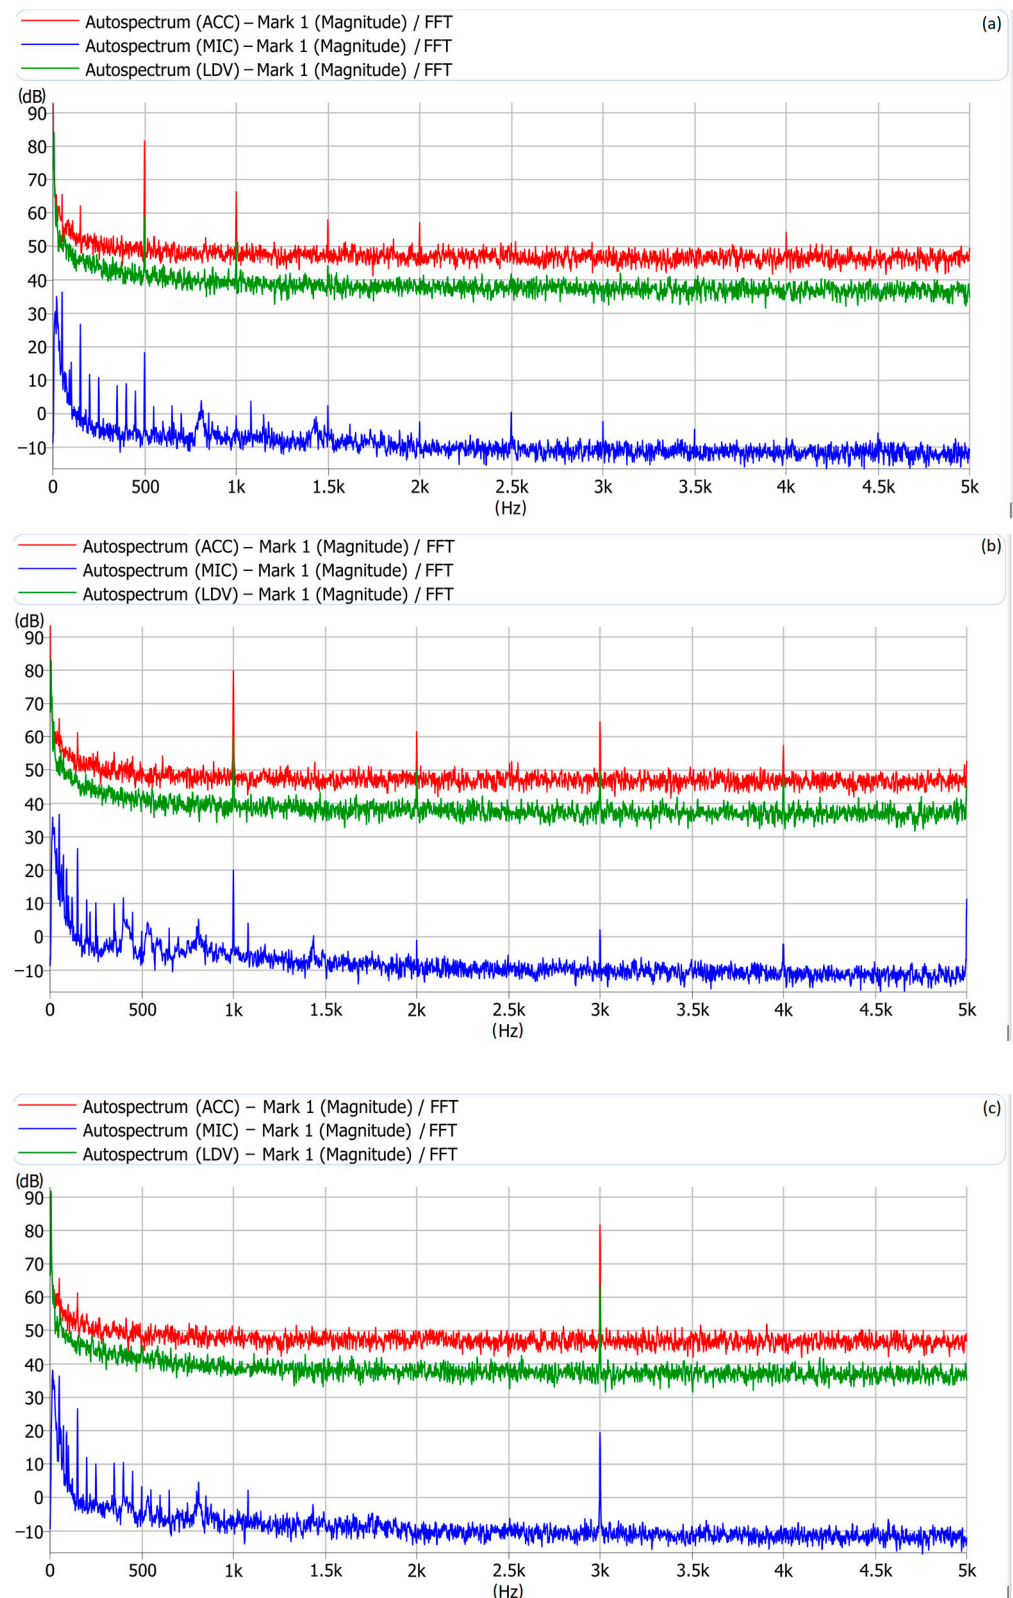 Autospectrum (ACC) – Mark 1 (Magnitude) / FFT (a)
Autospectrum (MIC) – Mark 1 (Magnitude) / FFT
Autospectrum (LDV) – Mark 1 (Magnitude) / FFT
(dB)
90
80
70
60
50
40
30
20
10
0
−10
0 500 1k 1.5k 2k 2.5k 3k 3.5k 4k 4.5k 5k
(Hz)
Autospectrum (ACC) – Mark 1 (Magnitude) / FFT (b)
Autospectrum (MIC) – Mark 1 (Magnitude) / FFT
Autospectrum (LDV) – Mark 1 (Magnitude) / FFT
(dB)
90
80
70
60
50
40
30
20
10
0
−10
0 500 1k 1.5k 2k 2.5k 3k 3.5k 4k 4.5k 5k
(Hz)
Autospectrum (ACC) – Mark 1 (Magnitude) / FFT (c)
Autospectrum (MIC) – Mark 1 (Magnitude) / FFT
Autospectrum (LDV) – Mark 1 (Magnitude) / FFT
(dB)
90
80
70
60
50
40
30
20
10
0
−10
0 500 1k 1.5k 2k 2.5k 3k 3.5k 4k 4.5k 5k
(Hz)